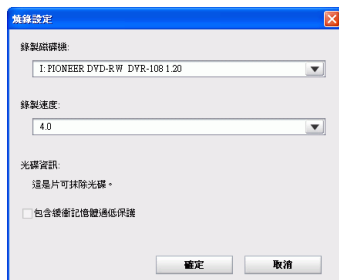 燒錄設定
錄製磁碟機:
I: PIONEER DVD-RW DVR-108 1.20
錄製速度:
4.0
光碟資訊:
這是片可抹除光碟。
包含緩衝記憶體過低保護
確定
取消